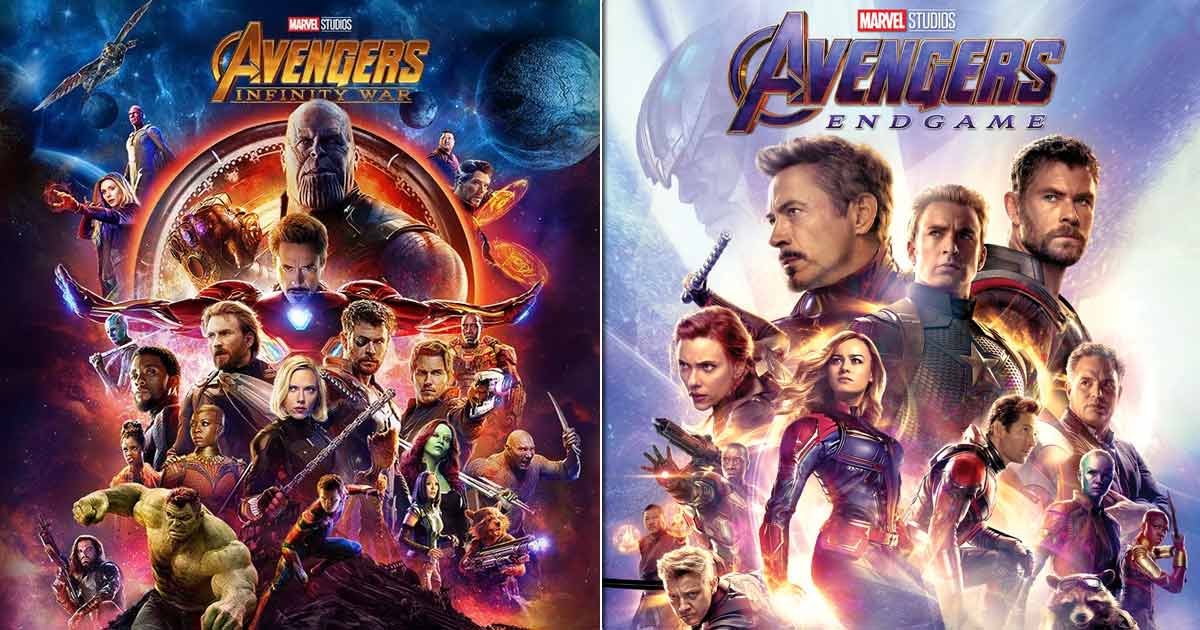 MARVEL STUDIOS
AVENGERS
INFINITY WAR
MARVEL STUDIOS
AVENGERS
ENDGAME